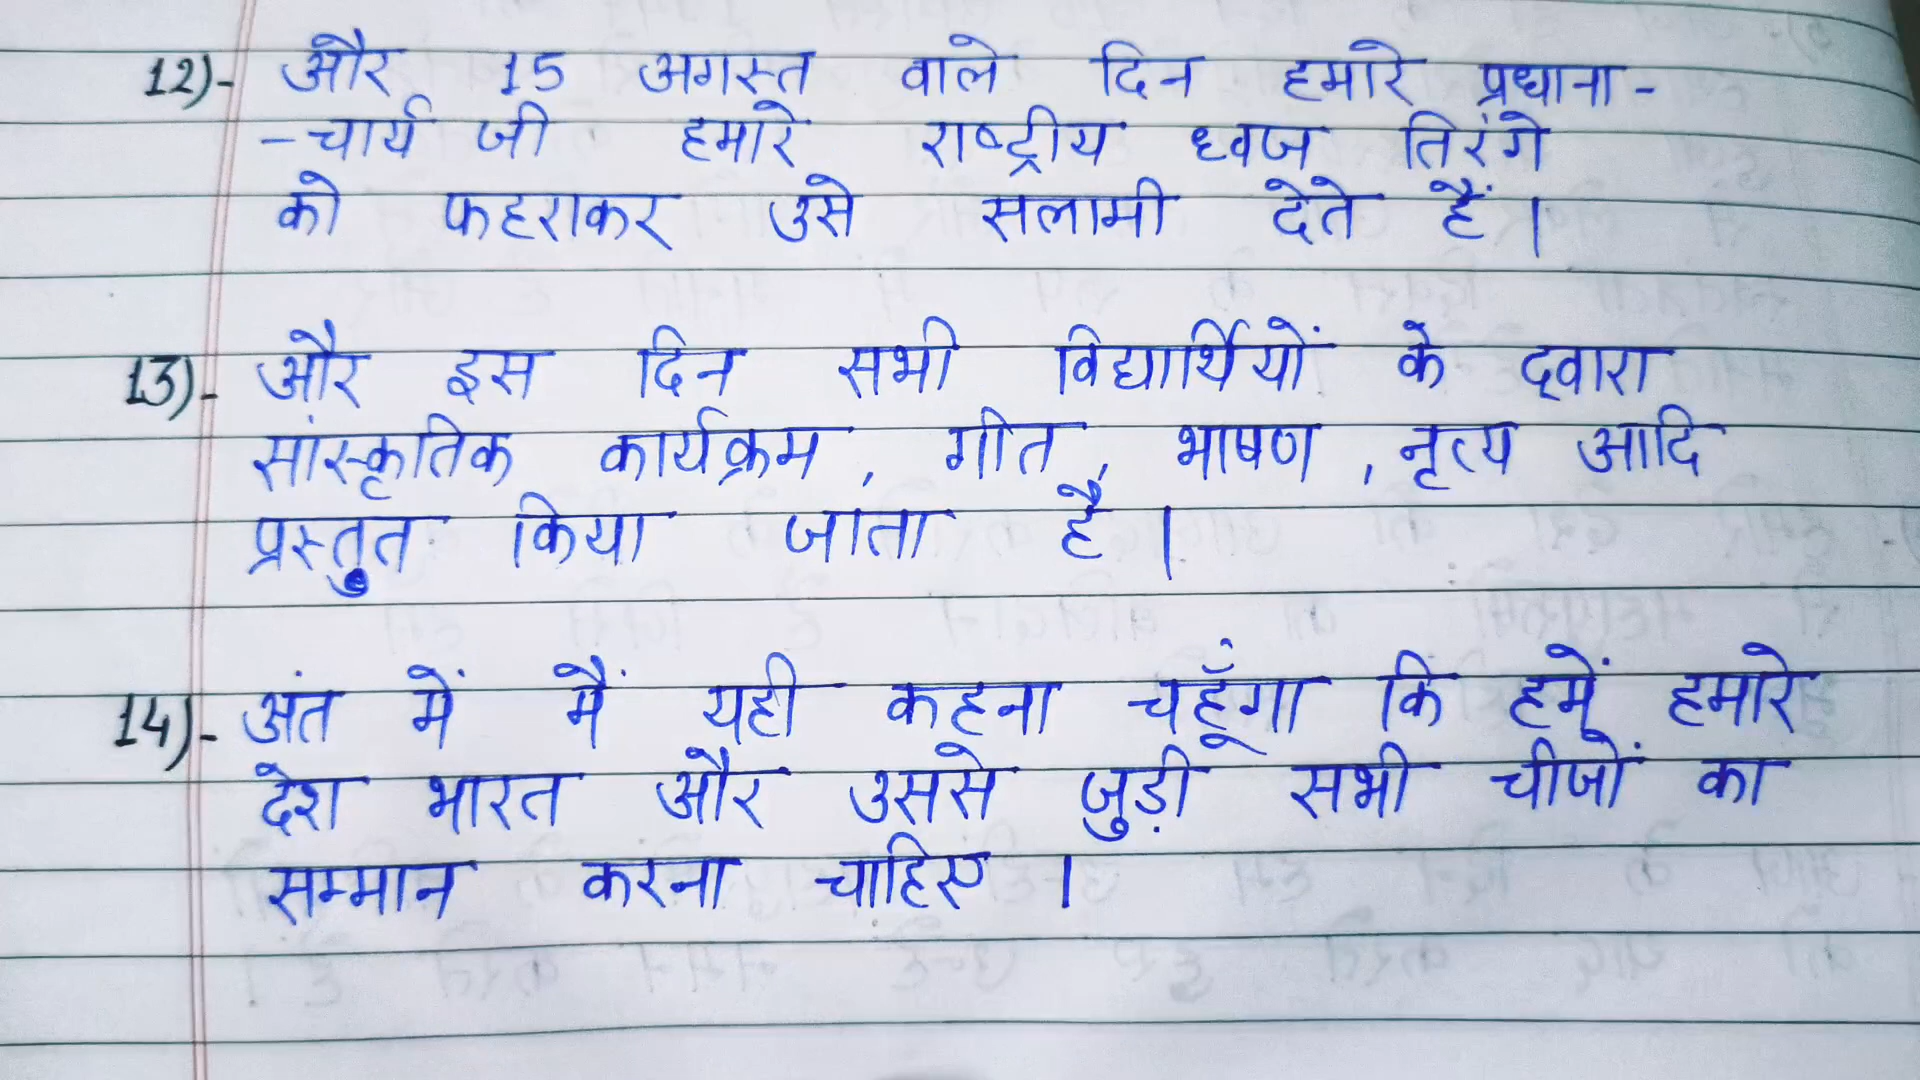 12)- और 15 अगस्त वाले दिन हमारे प्रधाना-
-चार्य जी हमारे राष्ट्रीय ध्वज तिरंगे
को फहराकर उसे सलामी देते हैं।
13)- और इस दिन सभी विद्यार्थियों के द्वारा
सांस्कृतिक कार्यक्रम, गीत, भाषण, नृत्य आदि
प्रस्तुत किया जाता है।
14)- अंत में मैं यही कहना चहूँगा कि हमें हमारे
देश भारत और उससे जुड़ी सभी चीजों का
सम्मान करना चाहिए।